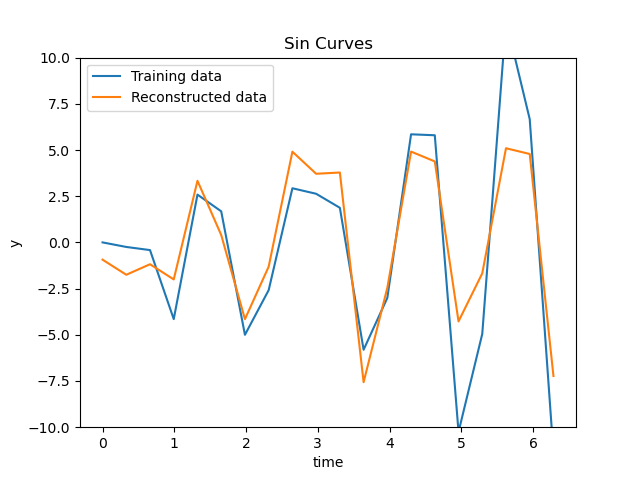 Sin Curves
Training data
Reconstructed data
10.0
7.5
5.0
2.5
0.0
−2.5
−5.0
−7.5
−10.0
y
0 1 2 3 4 5 6
time